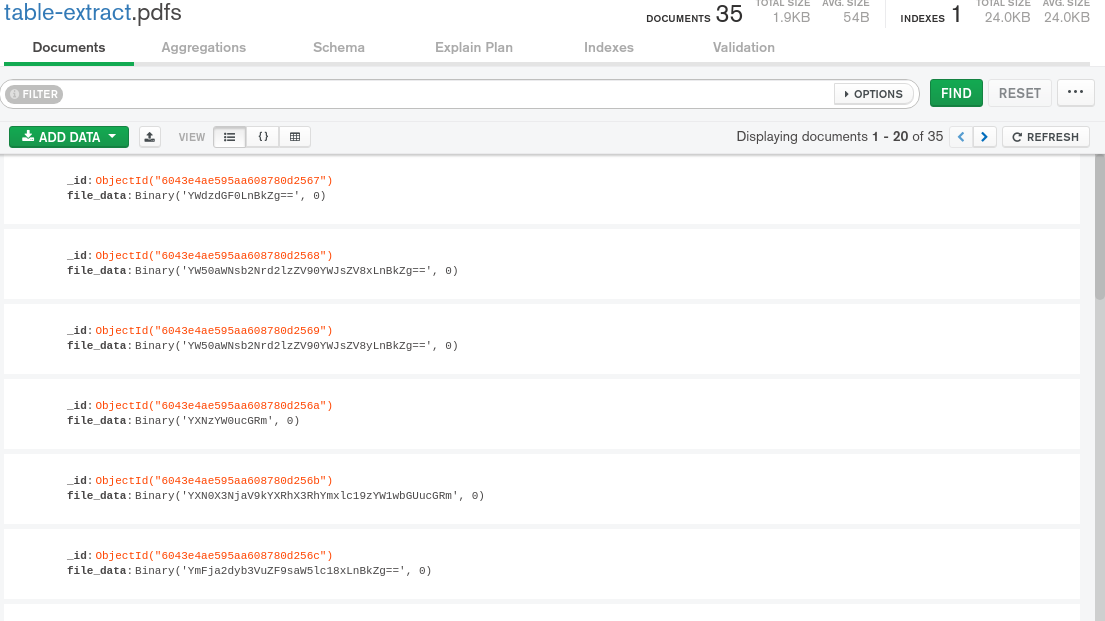 table-extract.pdfs
DOCUMENTS 35 TOTAL SIZE 1.9KB AVG. SIZE 54B INDEXES 1 TOTAL SIZE 24.0KB AVG. SIZE 24.0KB
Documents Aggregations Schema Explain Plan Indexes Validation
FILTER OPTIONS FIND RESET ...
ADD DATA VIEW {} Displaying documents 1 - 20 of 35 < > REFRESH
_id: ObjectId("6043e4ae595aa608780d2567")
file_data: Binary('YWdzdGF0LnBkZg==', 0)
_id: ObjectId("6043e4ae595aa608780d2568")
file_data: Binary('YW50aWNsb2Nrd2lzZV90YWJsZV8xLnBkZg==', 0)
_id: ObjectId("6043e4ae595aa608780d2569")
file_data: Binary('YW50aWNsb2Nrd2lzZV90YWJsZV8yLnBkZg==', 0)
_id: ObjectId("6043e4ae595aa608780d256a")
file_data: Binary('YXNzYW0ucGRm', 0)
_id: ObjectId("6043e4ae595aa608780d256b")
file_data: Binary('YXN0X3NjaV9kYXRhX3RhYmxlc19zYW1wbGUucGRm', 0)
_id: ObjectId("6043e4ae595aa608780d256c")
file_data: Binary('YmFja2dyb3VuZF9saW5lc18xLnBkZg==', 0)